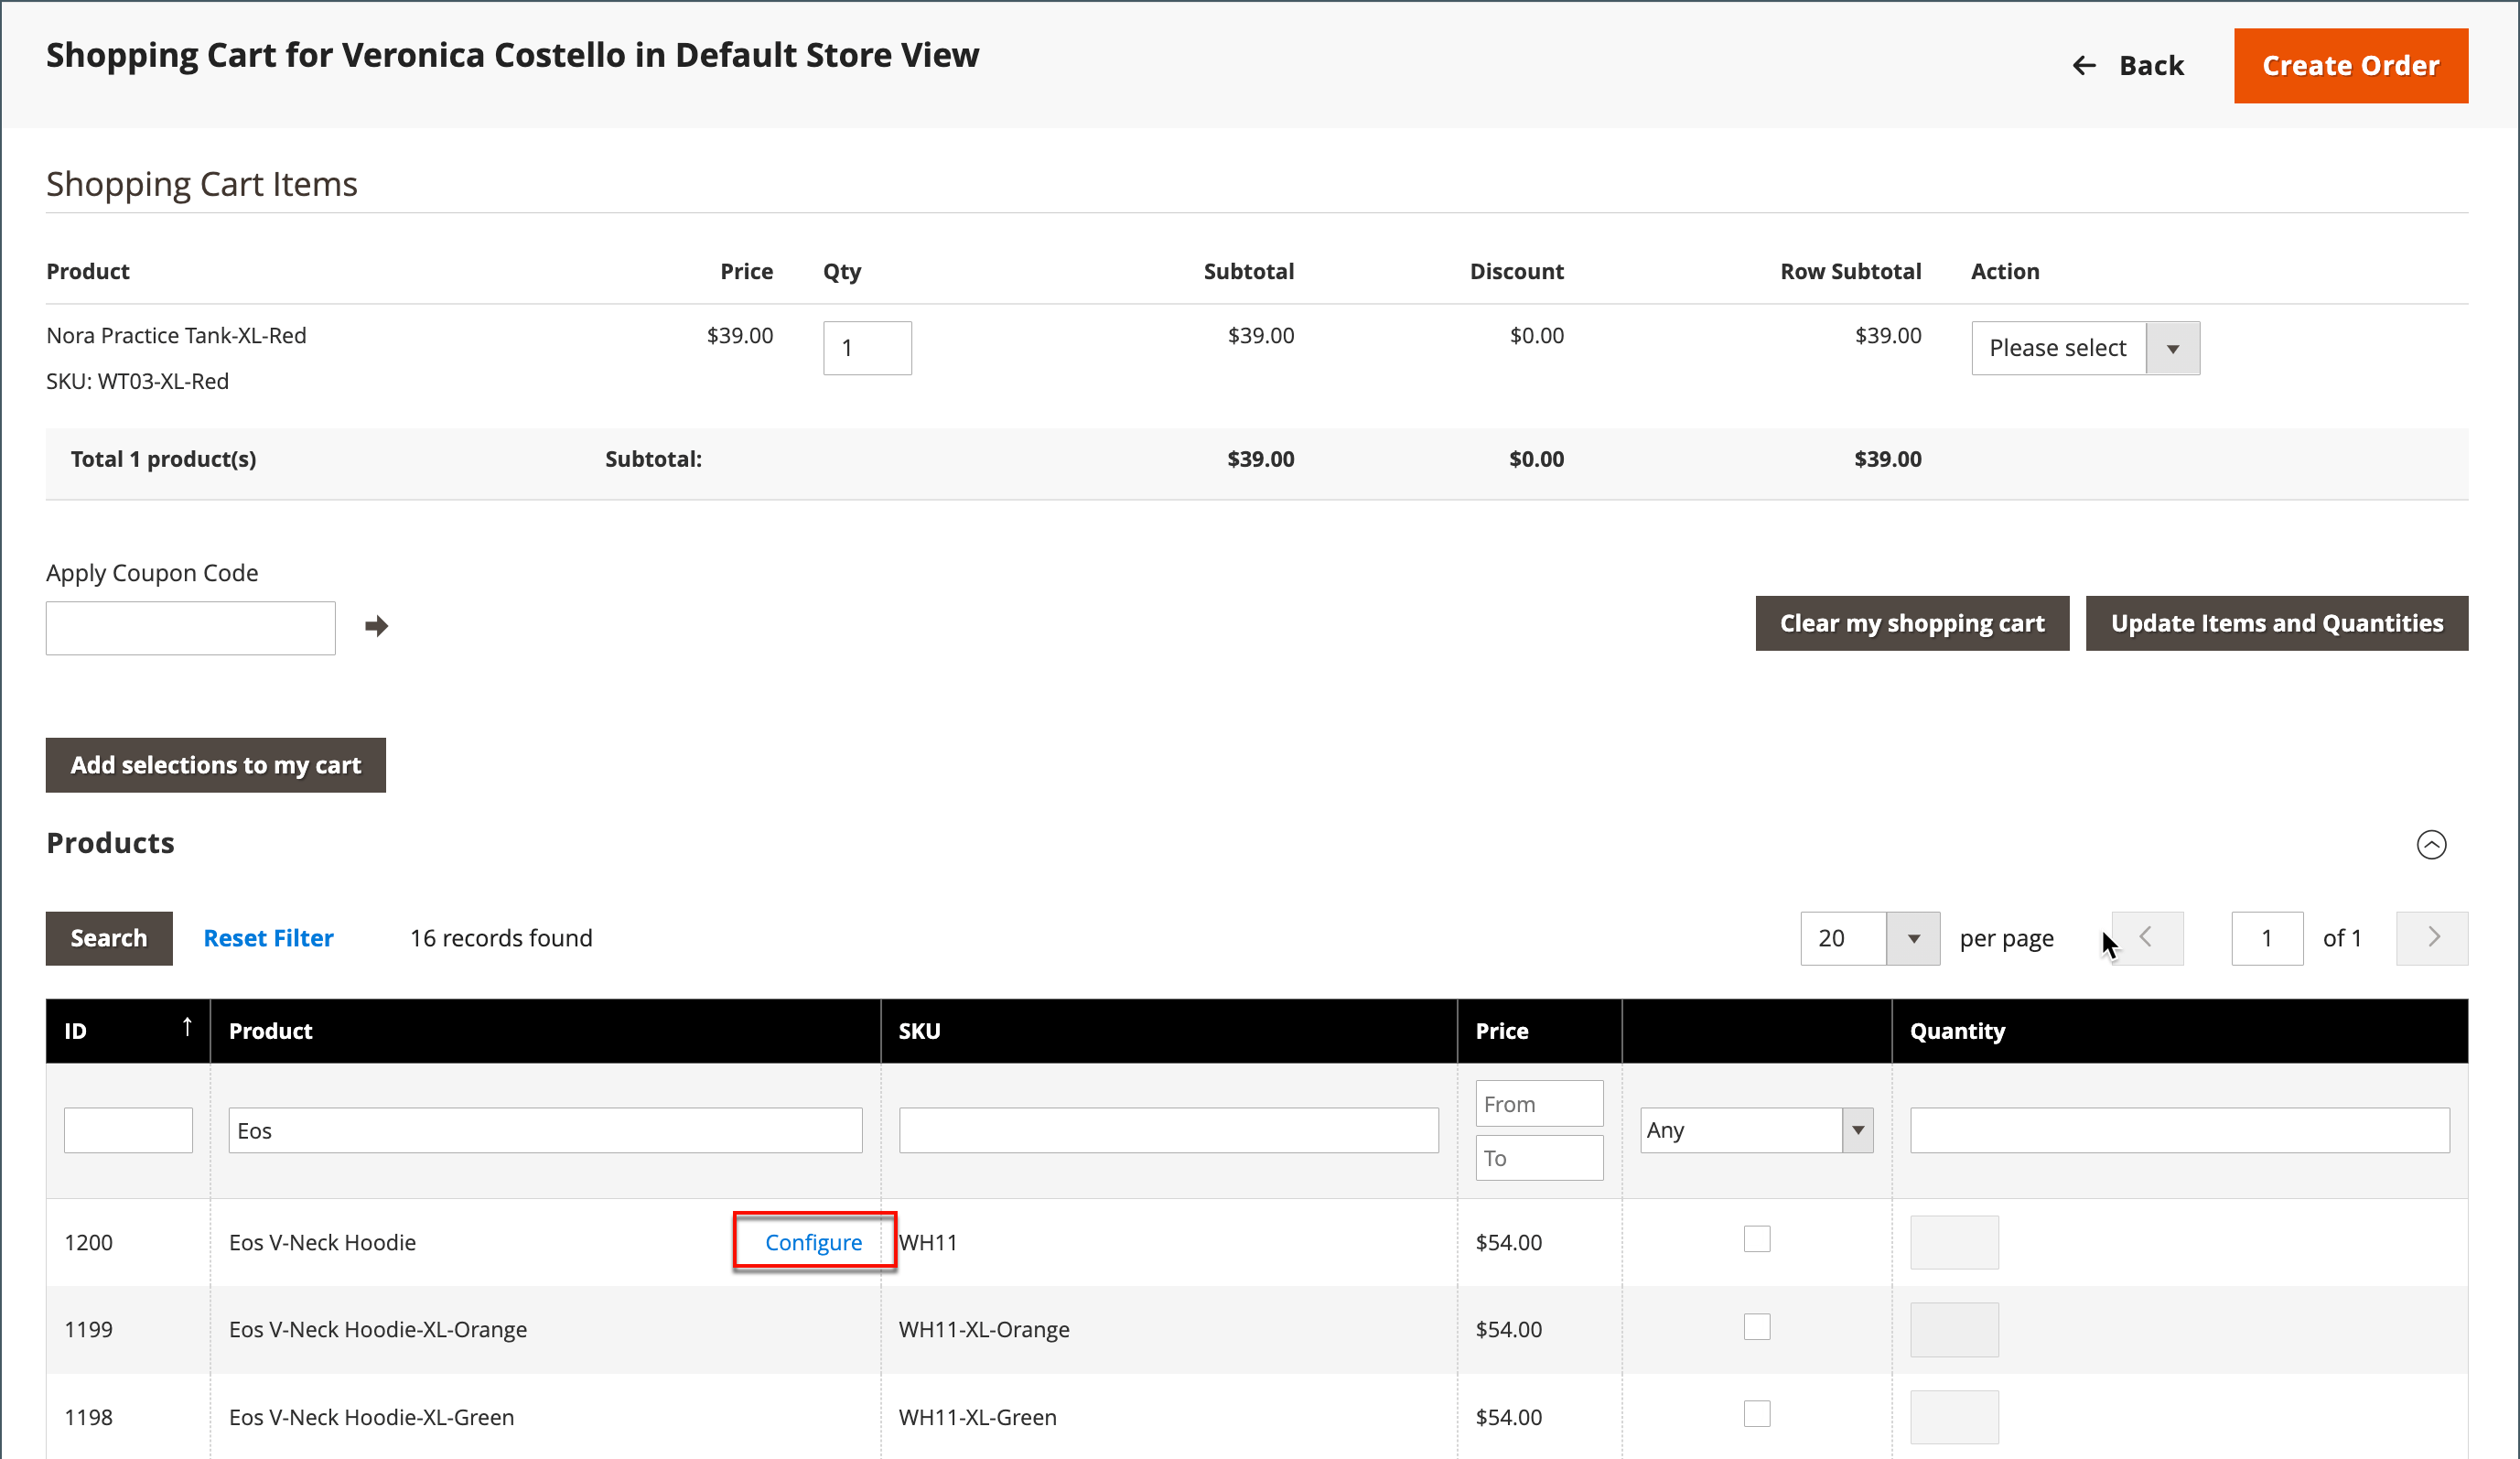 Shopping Cart for Veronica Costello in Default Store View
Back
Create Order
Shopping Cart Items
Product Price Qty Subtotal Discount Row Subtotal Action
Nora Practice Tank-XL-Red $39.00 1 $39.00 $0.00 $39.00 Please select
SKU: WT03-XL-Red
Total 1 product(s) Subtotal: $39.00 $0.00 $39.00
Apply Coupon Code
Clear my shopping cart Update Items and Quantities
Add selections to my cart
Products
Search Reset Filter 16 records found 20 per page 1 of 1
ID Product SKU Price Quantity
From
Eos Any
To
1200 Eos V-Neck Hoodie Configure WH11 $54.00
1199 Eos V-Neck Hoodie-XL-Orange WH11-XL-Orange $54.00
1198 Eos V-Neck Hoodie-XL-Green WH11-XL-Green $54.00